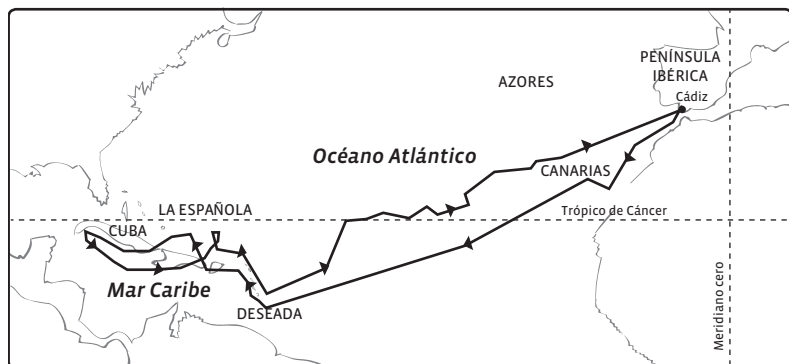 PENÍNSULA
IBÉRICA
Cádiz
AZORES
Océano Atlántico
CANARIAS
Trópico de Cáncer
LA ESPAÑOLA
CUBA
Mar Caribe
DESEADA
Meridiano cero